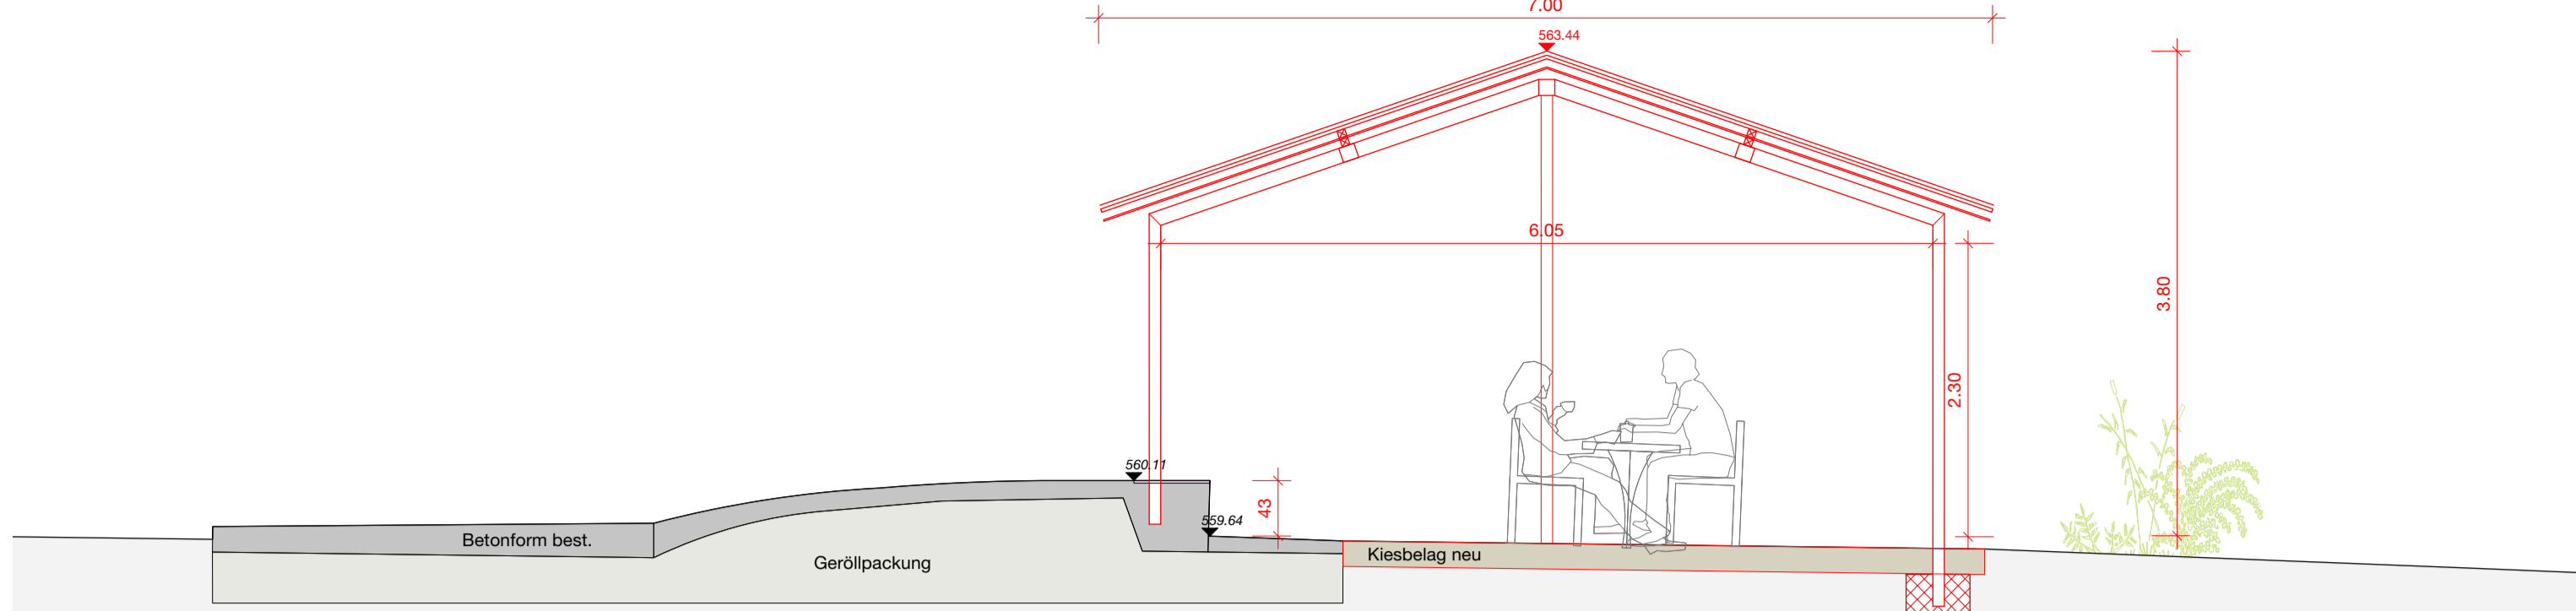 7.00
563.44
6.05
3.80
2.30
560.11
43
559.64
Betonform best.
Kiesbelag neu
Geröllpackung